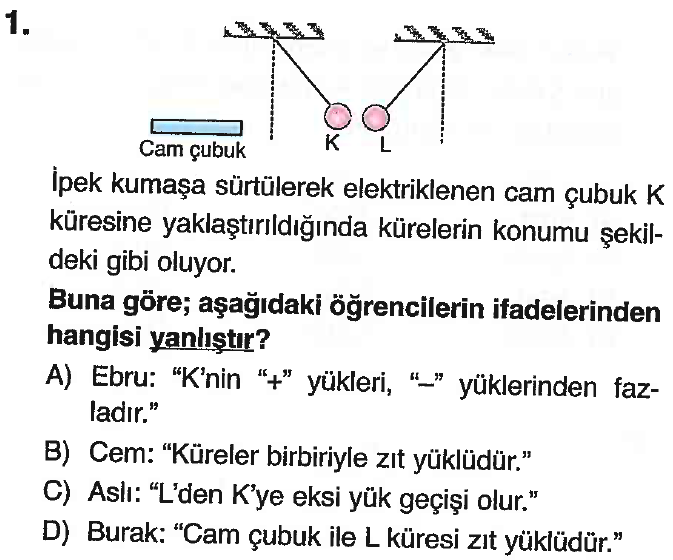 1.
Cam çubuk
K
L
İpek kumaşa sürtülerek elektriklenen cam çubuk K
küresine yaklaştırıldığında kürelerin konumu şekil-
deki gibi oluyor.
Buna göre; aşağıdaki öğrencilerin ifadelerinden
hangisi yanlıştır?
A) Ebru: “K'nin “+” yükleri, “–” yüklerinden faz-
ladır.”
B) Cem: “Küreler birbiriyle zıt yüklüdür.”
C) Aslı: “L'den K'ye eksi yük geçişi olur.”
D) Burak: “Cam çubuk ile L küresi zıt yüklüdür.”